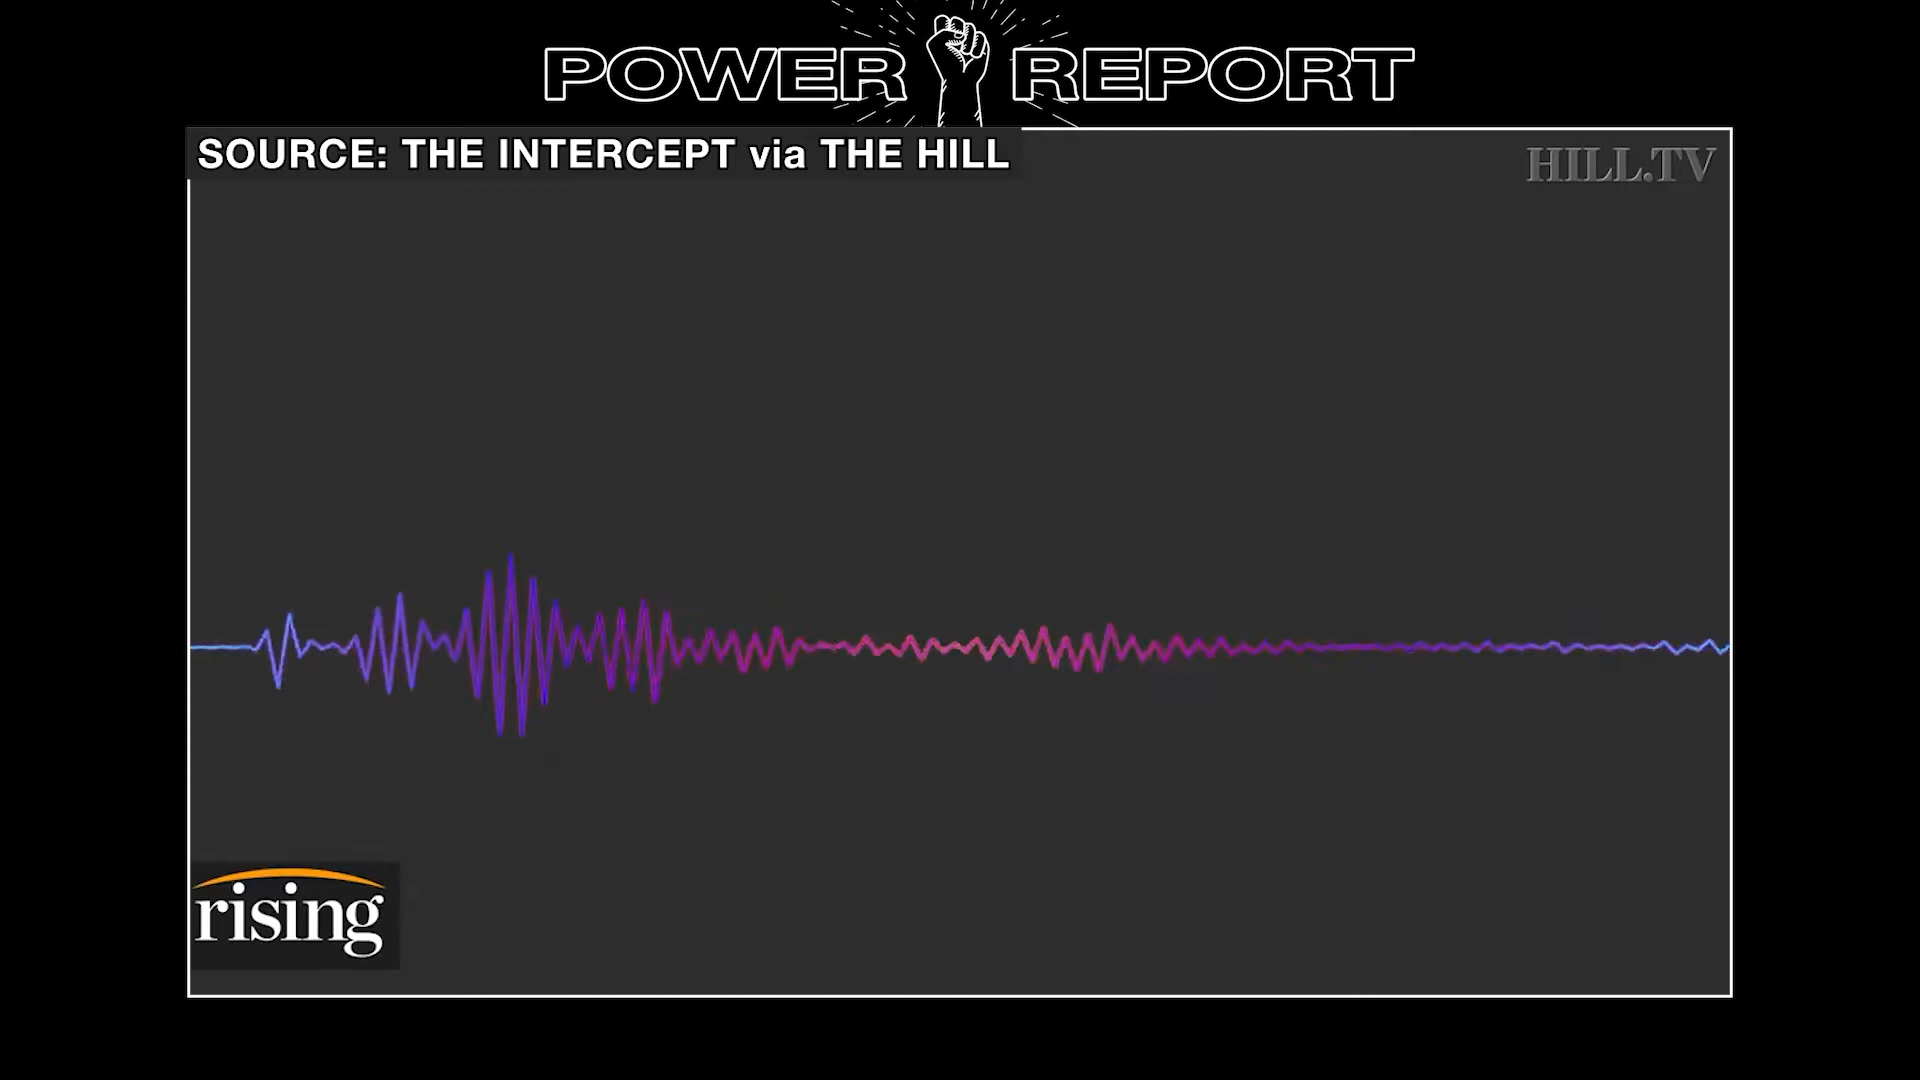 POWER REPORT
SOURCE: THE INTERCEPT via THE HILL
HILL.TV
rising